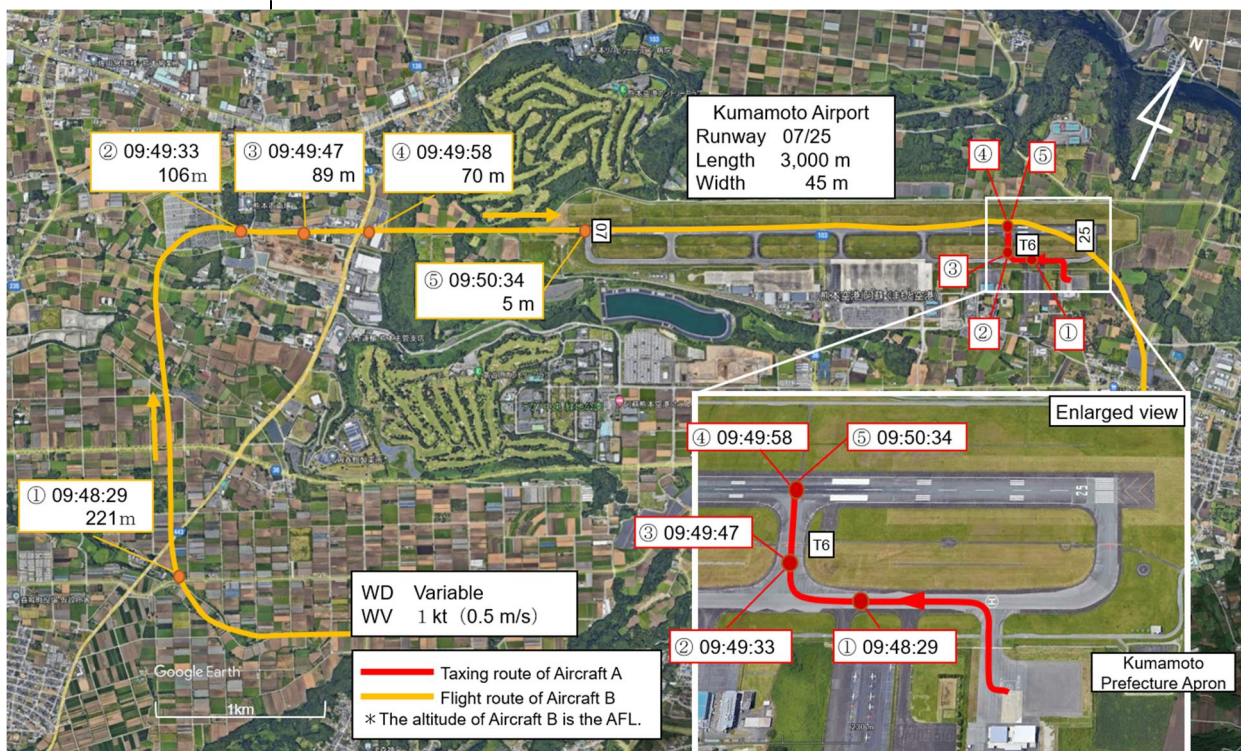 ② 09:49:33
106m
③ 09:49:47
89 m
④ 09:49:58
70 m
Kumamoto Airport
Runway 07/25
Length 3,000 m
Width 45 m
N
④
⑤
07
25
T6
③
②
①
⑤ 09:50:34
5 m
① 09:48:29
221m
WD Variable
WV 1 kt (0.5 m/s)
Google Earth
1km
Taxing route of Aircraft A
Flight route of Aircraft B
＊The altitude of Aircraft B is the AFL.
Enlarged view
④ 09:49:58
⑤ 09:50:34
25
③ 09:49:47
T6
H
② 09:49:33
① 09:48:29
Kumamoto
Prefecture Apron